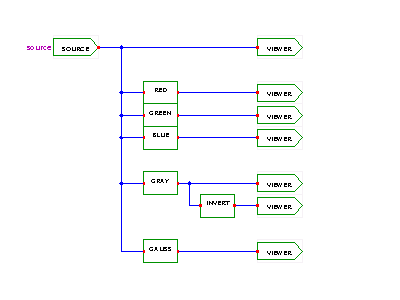 source SOURCE VIEWER
RED VIEWER
GREEN VIEWER
BLUE VIEWER
GRAY VIEWER
INVERT VIEWER
GAUSS VIEWER